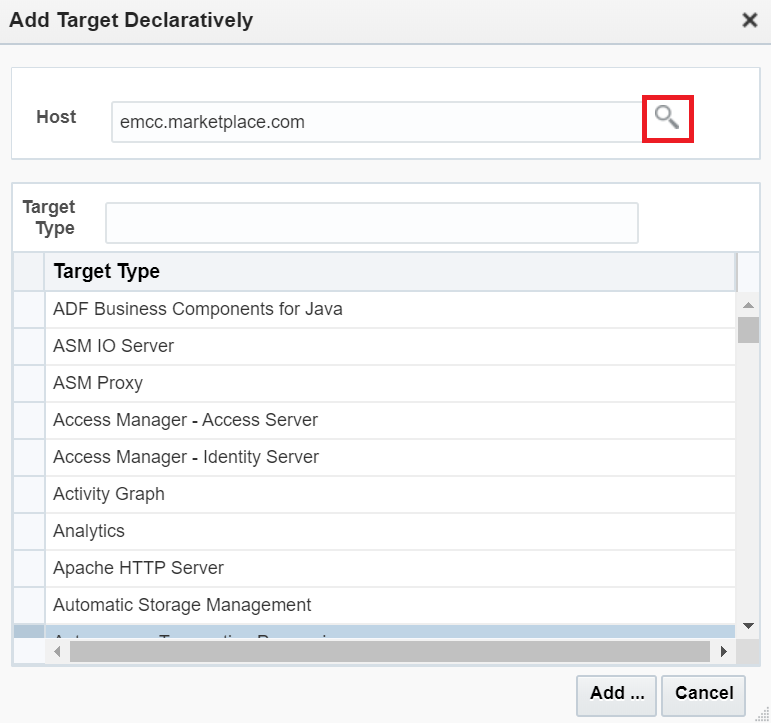 Add Target Declaratively
Host
emcc.marketplace.com
Target
Type
Target Type
ADF Business Components for Java
ASM IO Server
ASM Proxy
Access Manager - Access Server
Access Manager - Identity Server
Activity Graph
Analytics
Apache HTTP Server
Automatic Storage Management
Add ...
Cancel